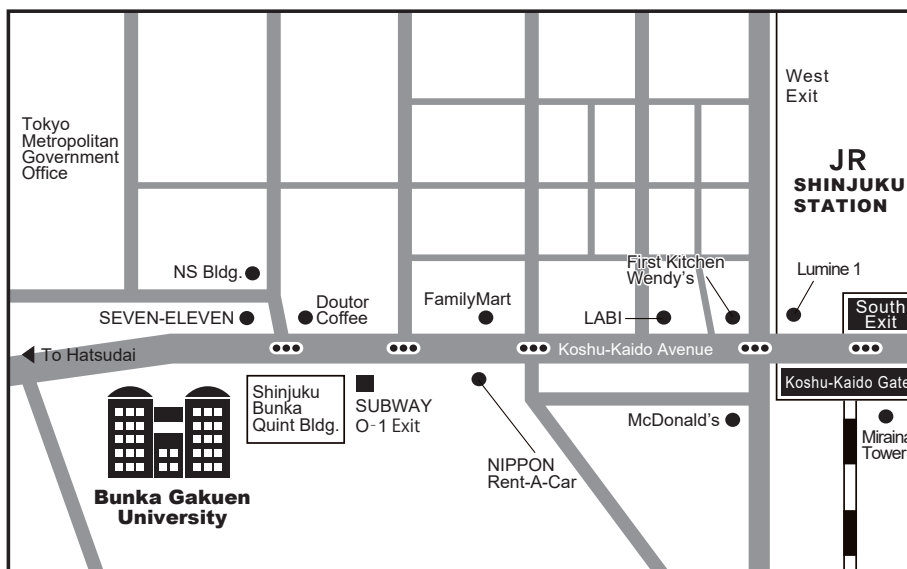 West
Exit
Tokyo
Metropolitan
Government
Office
JR
SHINJUKU
STATION
NS Bldg.
First Kitchen
Wendy's
Lumine 1
SEVEN-ELEVEN
Doutor
Coffee
FamilyMart
LABI
South
Exit
To Hatsudai
Koshu-Kaido Avenue
Koshu-Kaido Gate
Shinjuku
Bunka
Quint Bldg.
SUBWAY
O-1 Exit
McDonald's
Miraina
Tower
NIPPON
Rent-A-Car
Bunka Gakuen
University